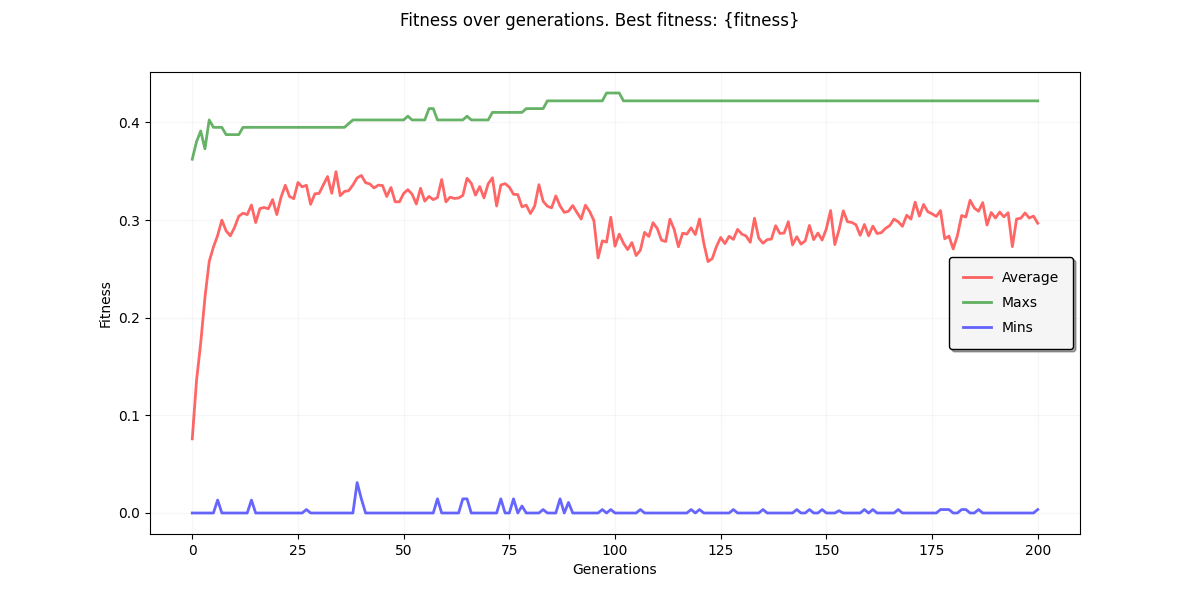 Fitness over generations. Best fitness: {fitness}
0.4
0.3
0.2
0.1
0.0
Fitness
Average
Maxs
Mins
0 25 50 75 100 125 150 175 200
Generations